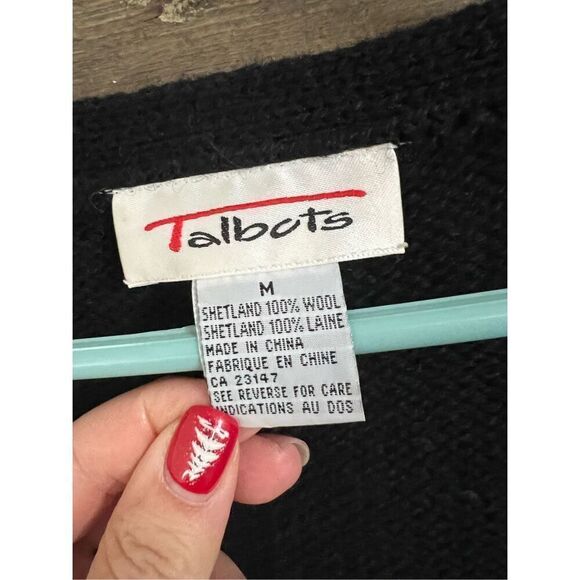 Talbots
M
SHETLAND 100% WOOL
SHETLAND 100% LAINE
MADE IN CHINA
FABRIQUE EN CHINE
CA 23147
SEE REVERSE FOR CARE
INDICATIONS AU DOS